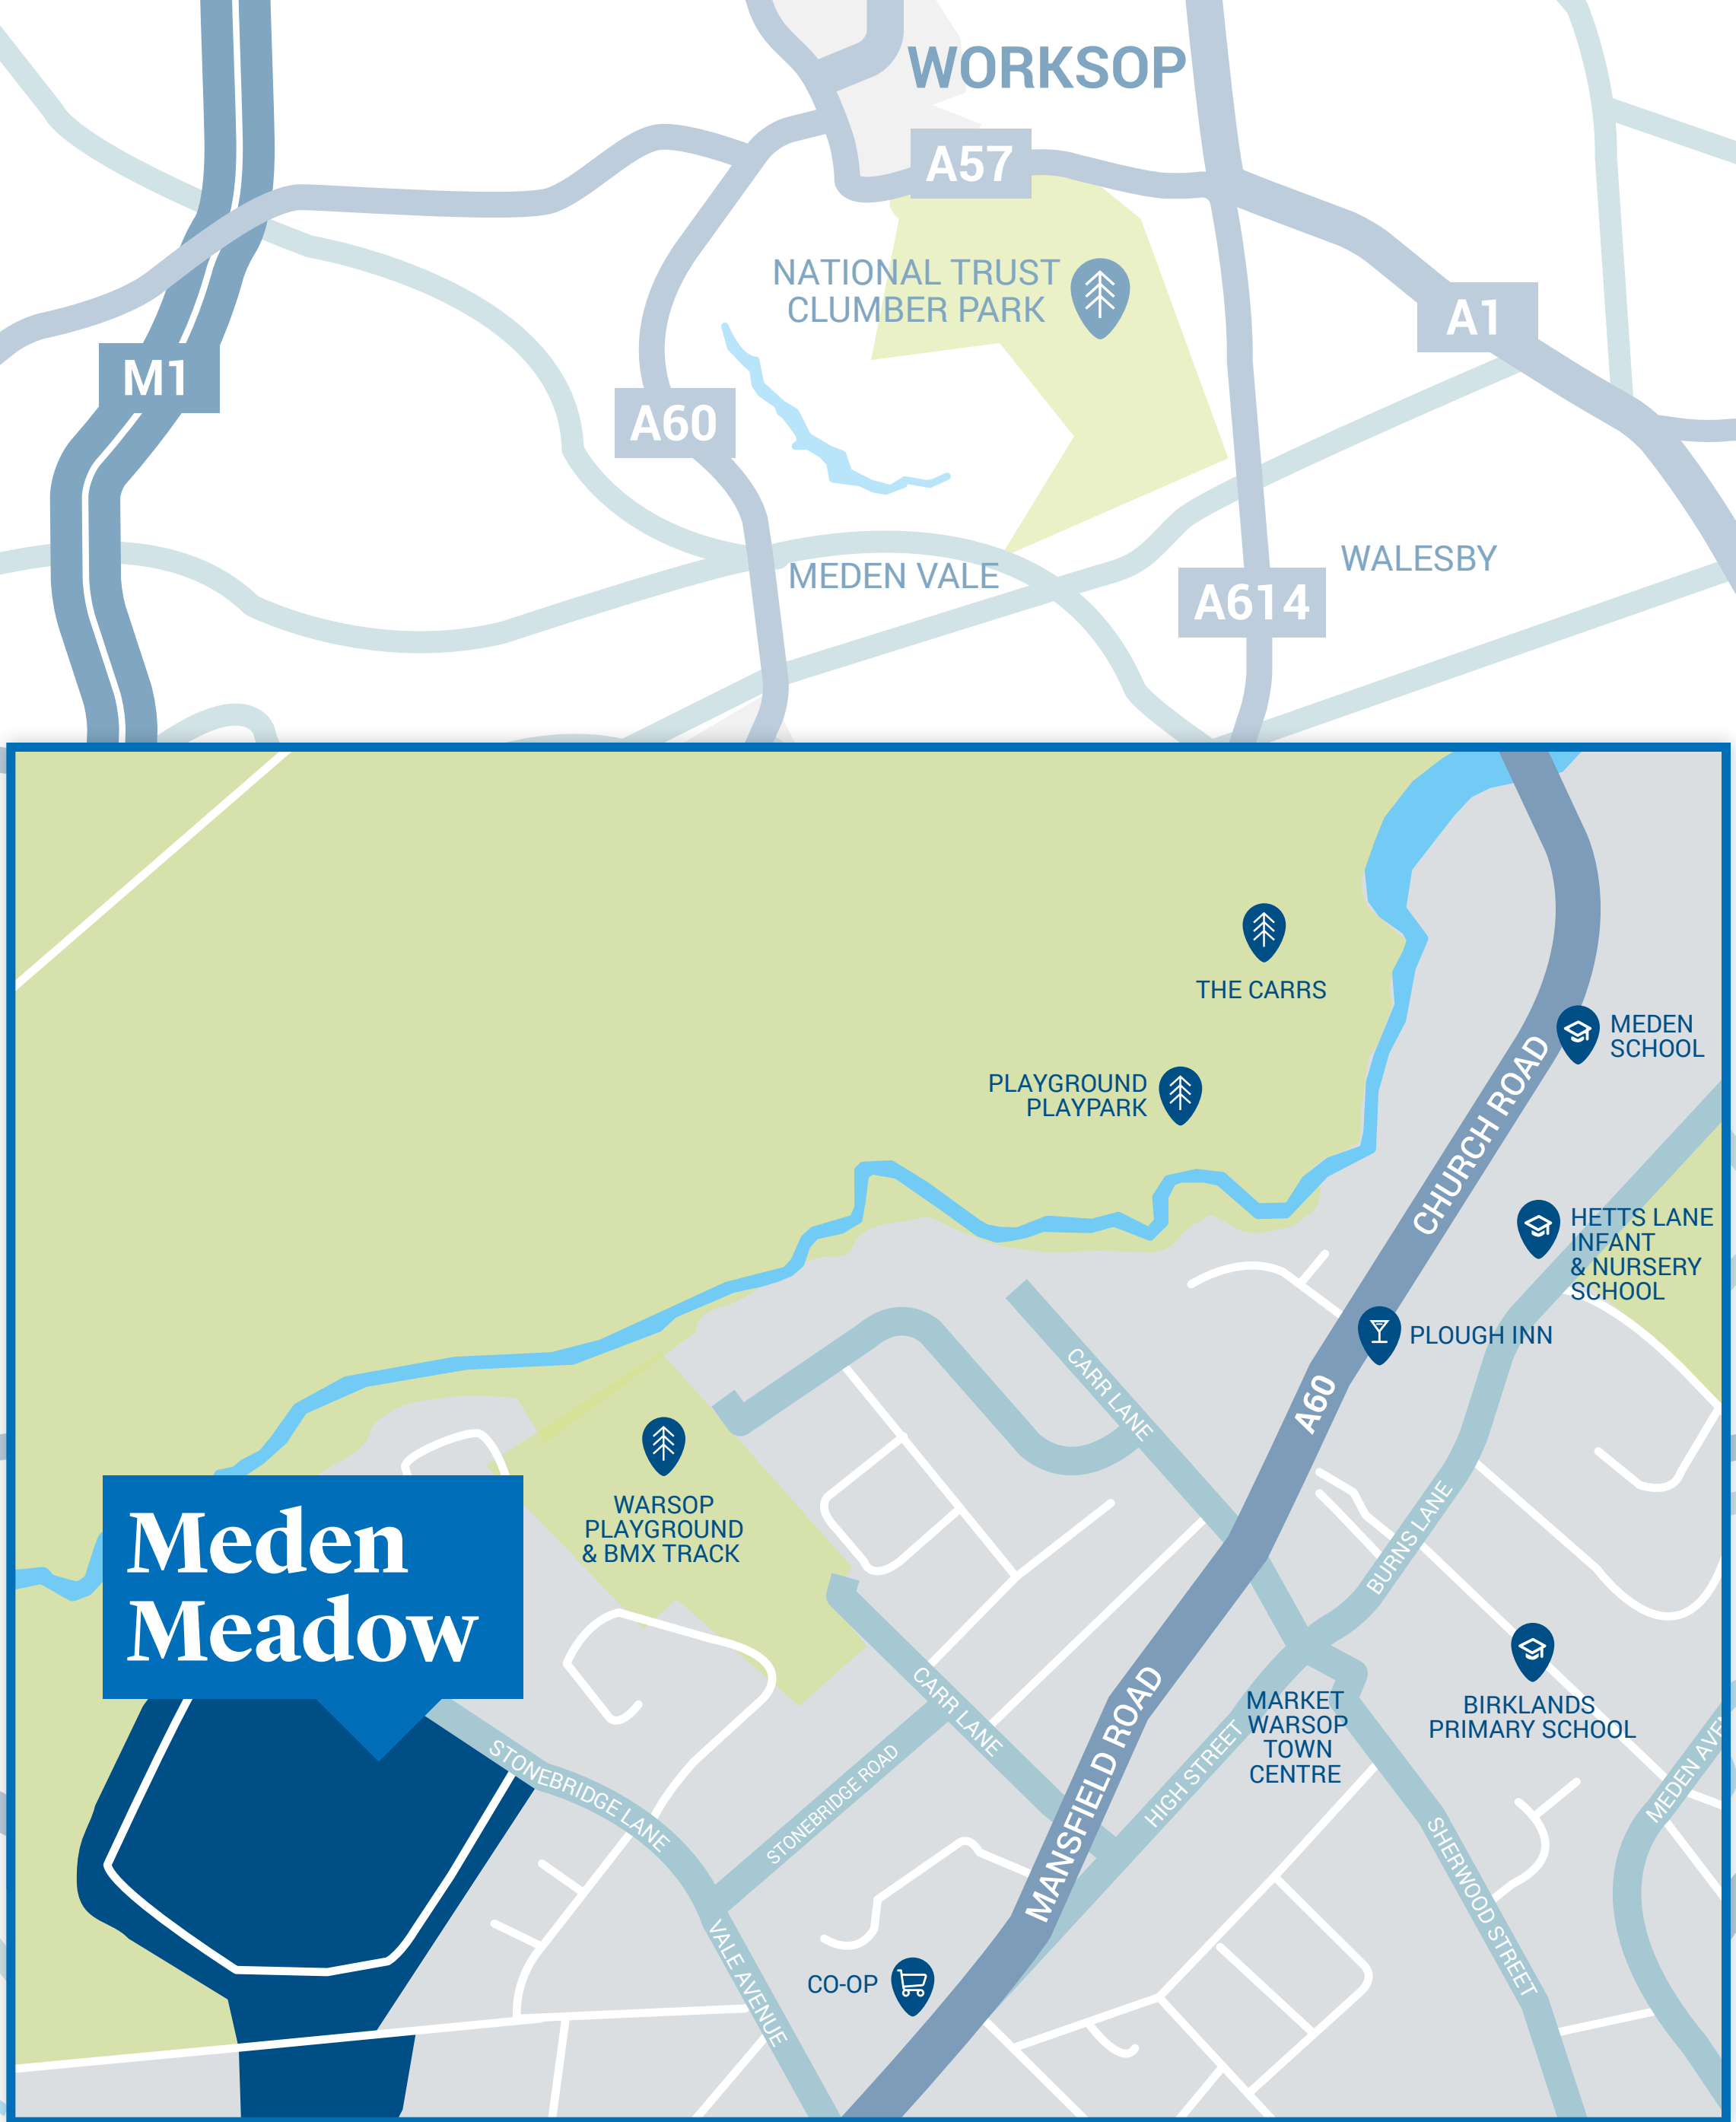 WORKSOP
A57
NATIONAL TRUST
CLUMBER PARK
A1
M1
A60
MEDEN VALE
WALESBY
A614
THE CARRS
MEDEN
SCHOOL
PLAYGROUND
PLAYPARK
CHURCH ROAD
HETTS LANE
INFANT
& NURSERY
SCHOOL
PLOUGH INN
CARR LANE
A60
WARSOP
PLAYGROUND
& BMX TRACK
BURNS LANE
Meden
Meadow
CARR LANE
MANSFIELD ROAD
MARKET
WARSOP
TOWN
CENTRE
BIRKLANDS
PRIMARY SCHOOL
STONEBRIDGE LANE
STONEBRIDGE ROAD
HIGH STREET
MEDEN AVE
SHERWOOD STREET
VALE AVENUE
CO-OP